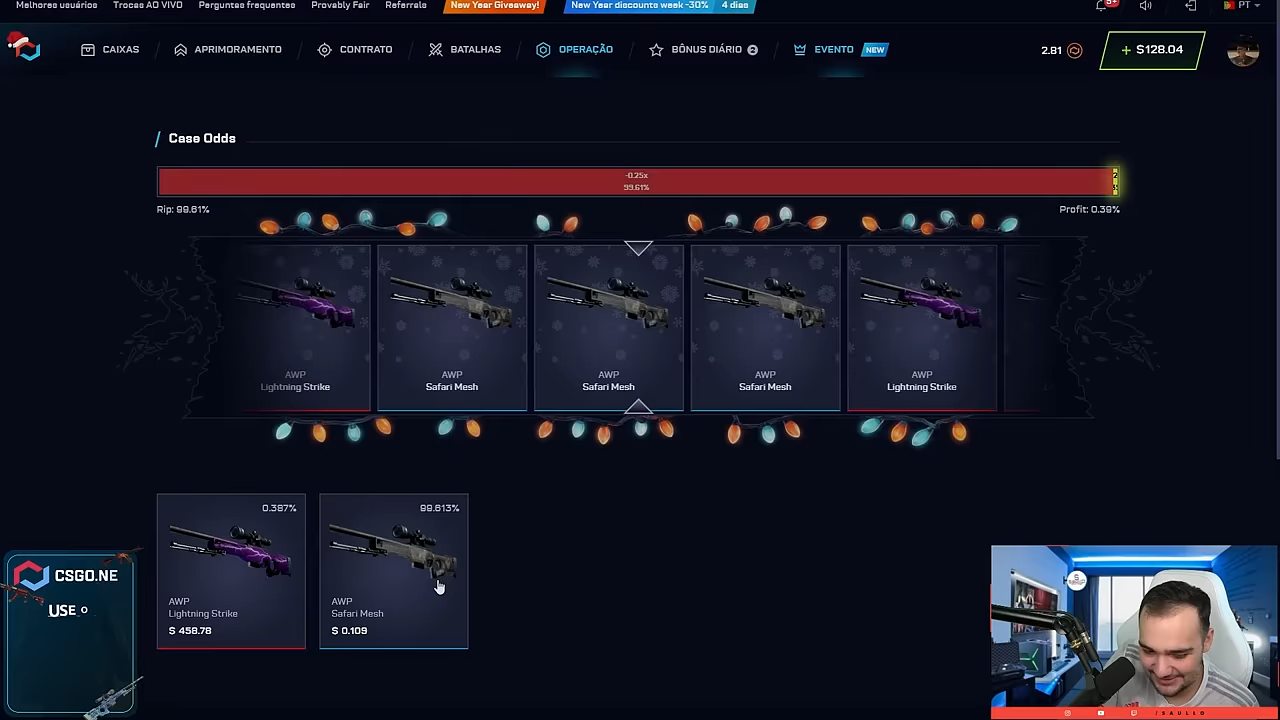 Melhores usuários Trocas AO VIVO Perguntas frequentes Provably Fair Referrals New Year Giveaway! New Year discounts week -30% 4 dias PT
CAIXAS APRIMORAMENTO CONTRATO BATALHAS OPERAÇÃO BÔNUS DIÁRIO EVENTO NEW 2.81 + $128.04
Case Odds
-0.25x
99.61%
Rip: 99.61% Profit: 0.39%
AWP AWP AWP AWP AWP
Lightning Strike Safari Mesh Safari Mesh Safari Mesh Lightning Strike
0.387% 99.613%
AWP AWP
Lightning Strike Safari Mesh
$ 458.78 $ 0.109
CSGO.NE
USE
/SAULLO